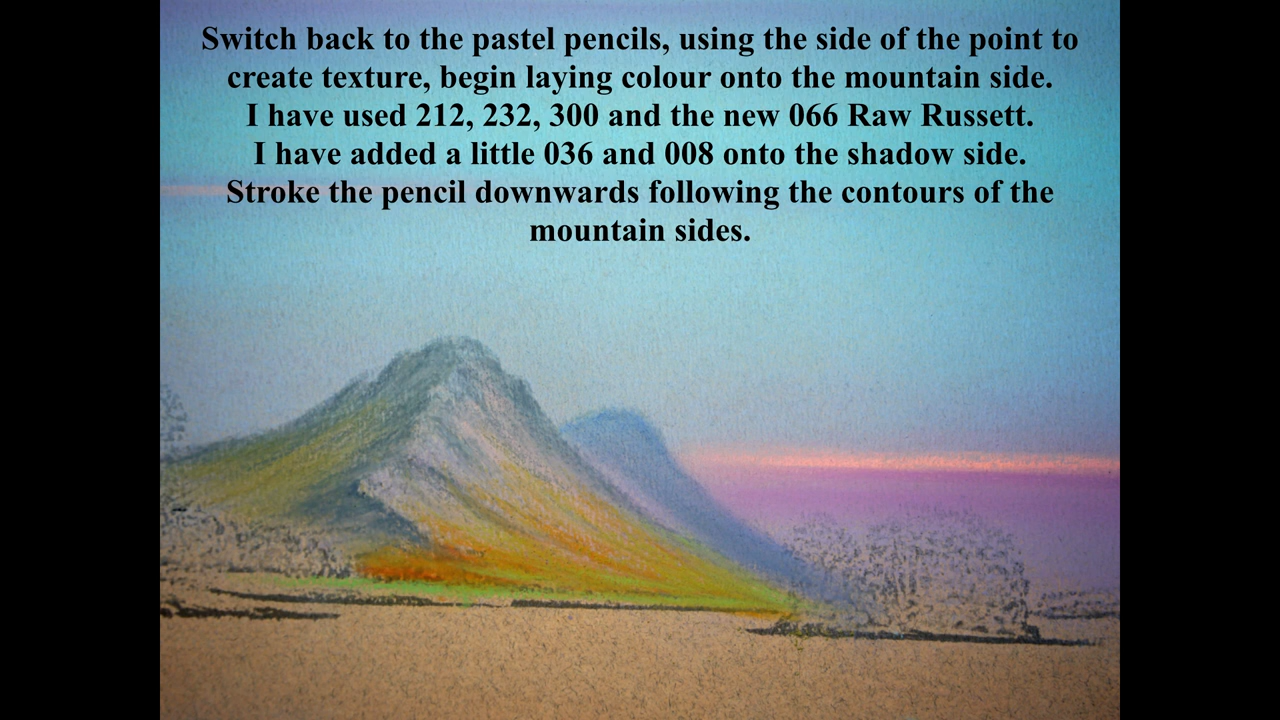 Switch back to the pastel pencils, using the side of the point to
create texture, begin laying colour onto the mountain side.
I have used 212, 232, 300 and the new 066 Raw Russett.
I have added a little 036 and 008 onto the shadow side.
Stroke the pencil downwards following the contours of the
mountain sides.